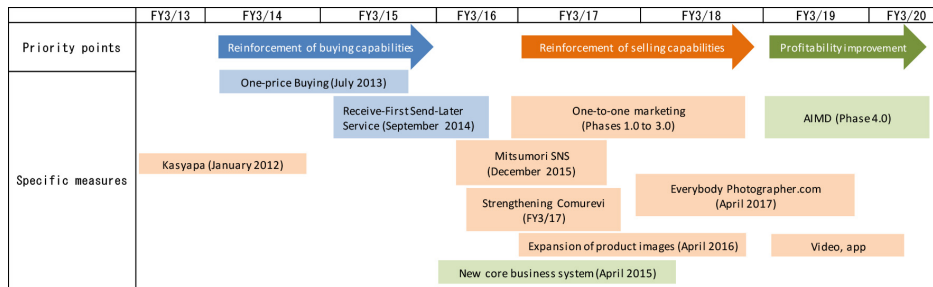 FY3/13 FY3/14 FY3/15 FY3/16 FY3/17 FY3/18 FY3/19 FY3/20
Priority points
Reinforcement of buying capabilities
Reinforcement of selling capabilities
Profitability improvement
Specific measures
One-price Buying (July 2013)
Receive-First Send-Later
Service (September 2014)
One-to-one marketing
(Phases 1.0 to 3.0)
AIMD (Phase 4.0)
Kasyapa (January 2012)
Mitsumori SNS
(December 2015)
Everybody Photographer.com
(April 2017)
Strengthening Comurevi
(FY3/17)
Expansion of product images (April 2016)
Video, app
New core business system (April 2015)